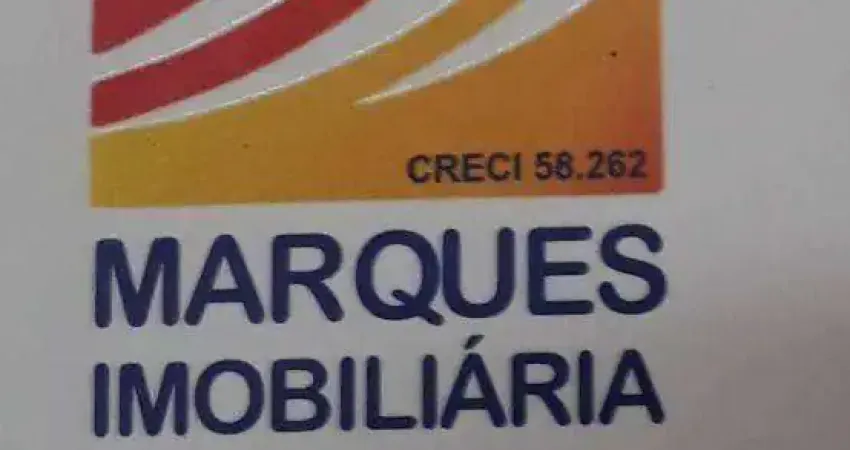 CRECI 58.262
MARQUES
IMOBILIÁRIA